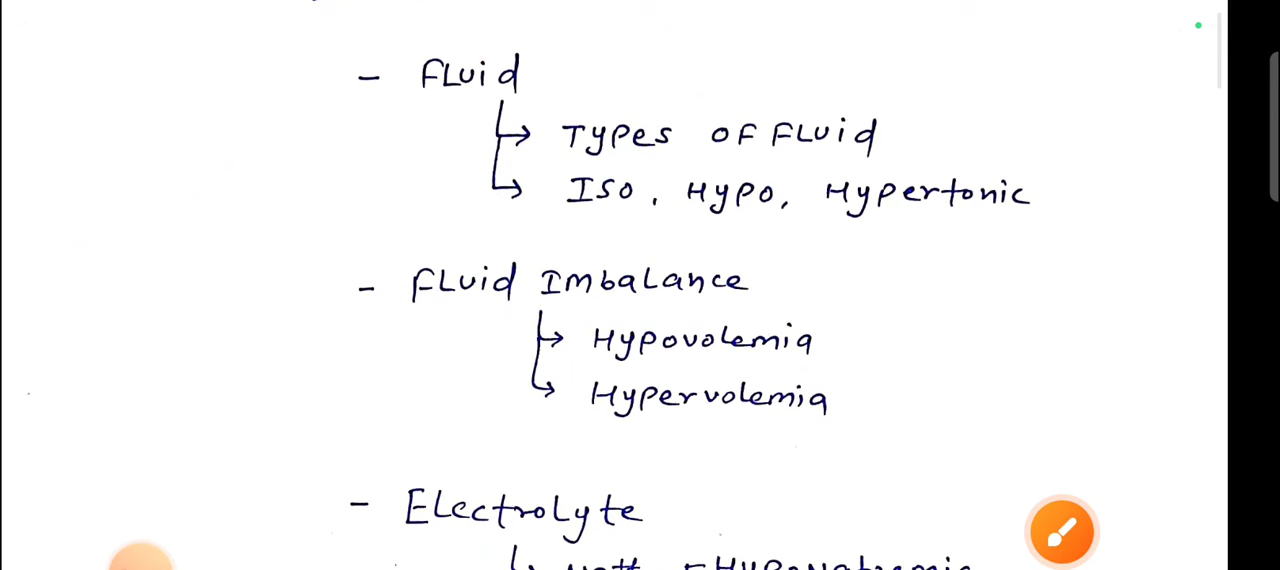 - Fluid
→ Types of Fluid
→ Iso, Hypo, Hypertonic
- Fluid Imbalance
→ Hypovolemia
→ Hypervolemia
- Electrolyte